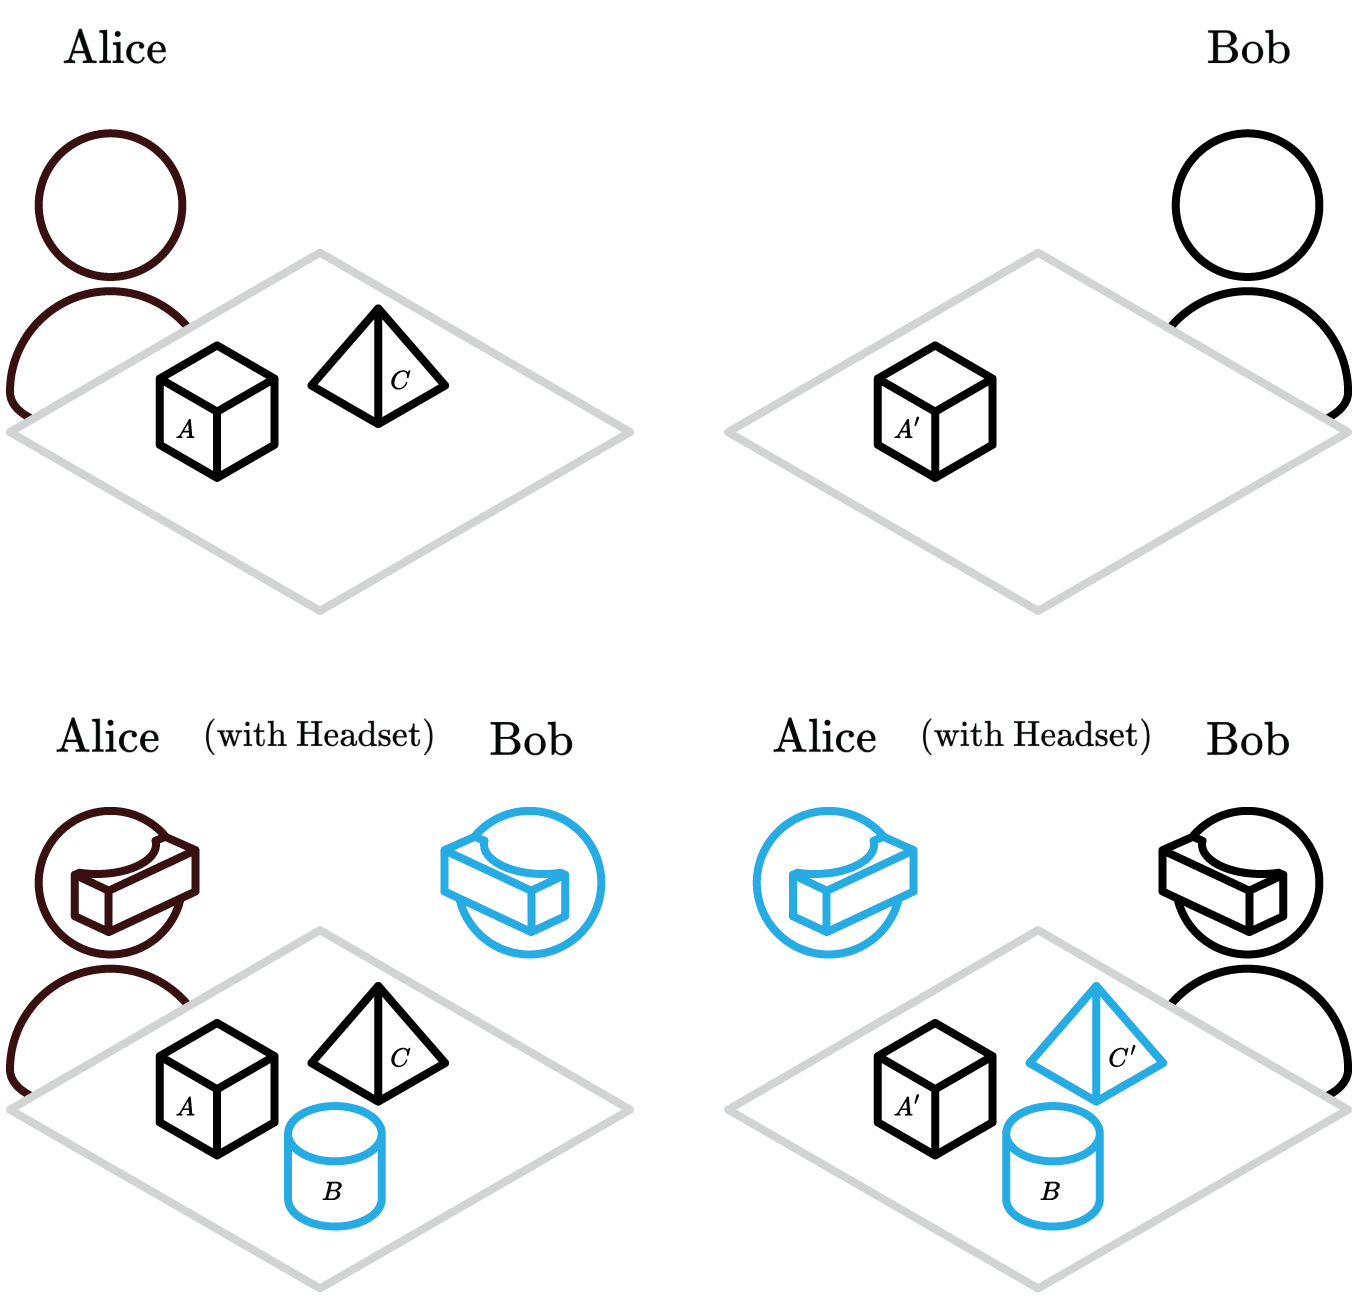 Alice
Bob
A
C
A′
Alice (with Headset) Bob
Alice (with Headset) Bob
A
C
B
A′
C′
B